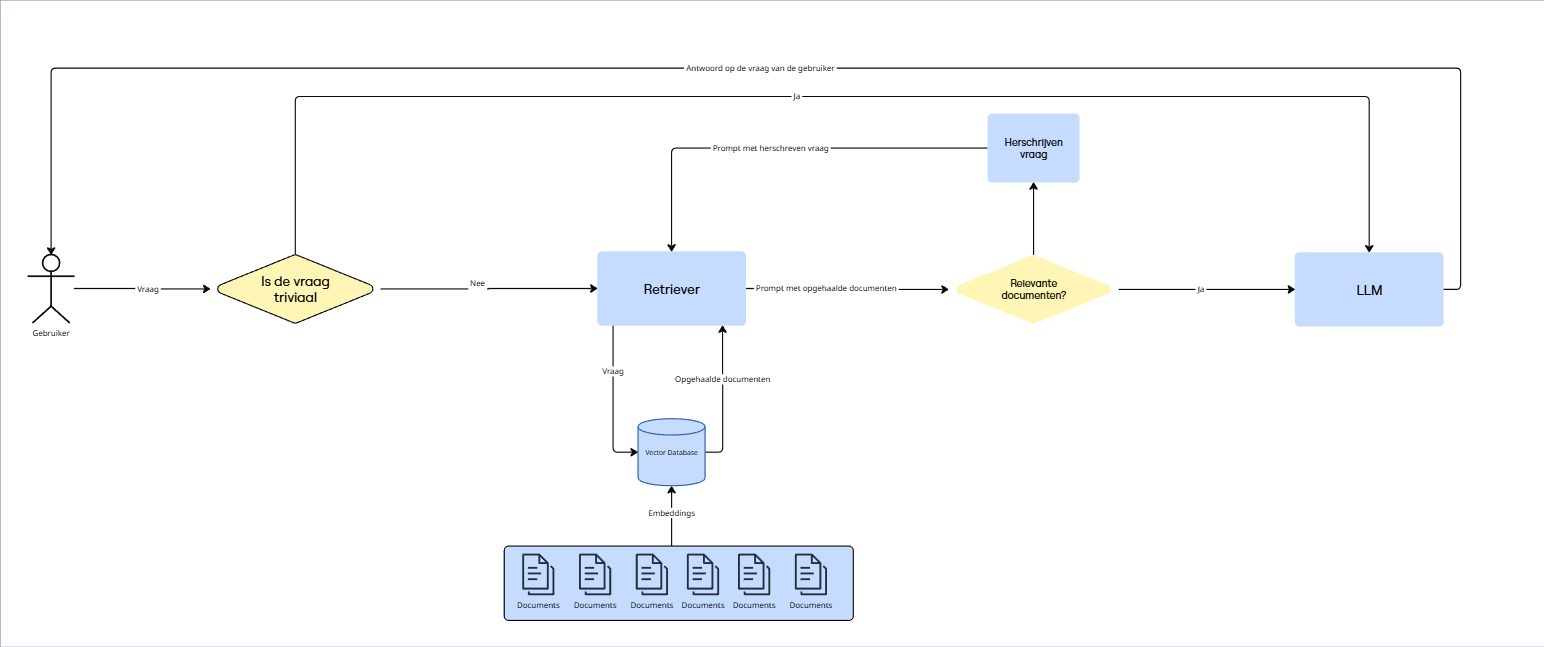 Antwoord op de vraag van de gebruiker
Ja
Herschrijven
vraag
Prompt met herschreven vraag
Is de vraag
triviaal
Vraag
Nee
Retriever
Prompt met opgehaalde documenten
Relevante
documenten?
Ja
LLM
Gebruiker
Vraag
Opgehaalde documenten
Vector Database
Embeddings
Documents
Documents
Documents
Documents
Documents
Documents